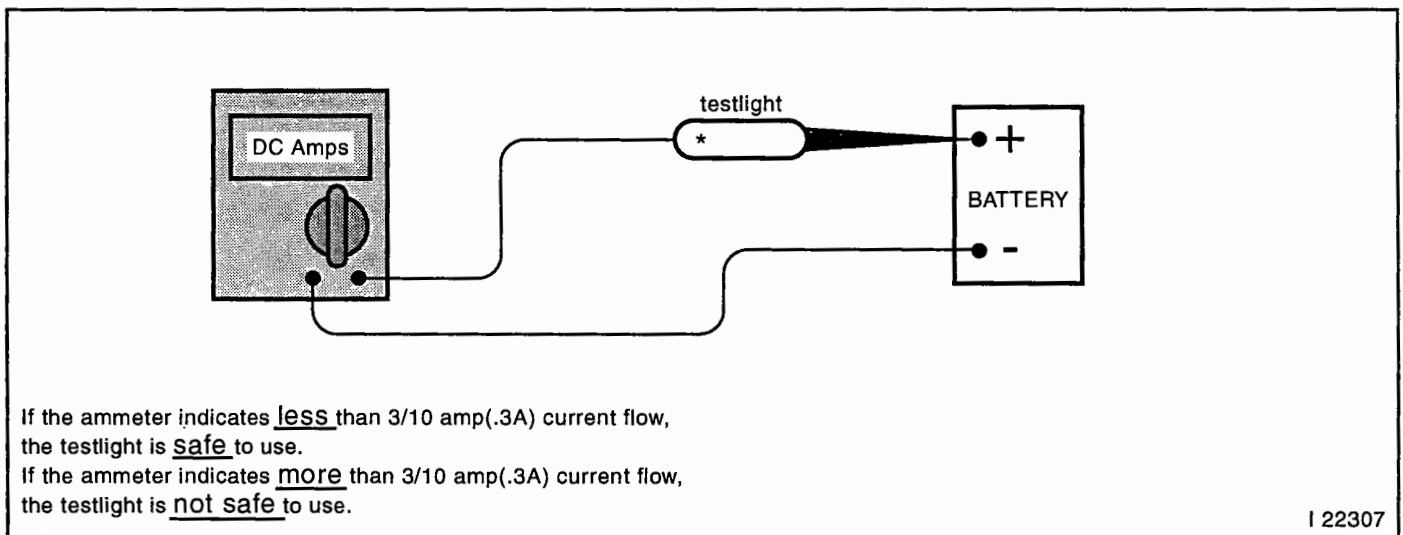 testlight
DC Amps
*
+
BATTERY
-
If the ammeter indicates less than 3/10 amp(.3A) current flow,
the testlight is safe to use.
If the ammeter indicates more than 3/10 amp(.3A) current flow,
the testlight is not safe to use.
I 22307